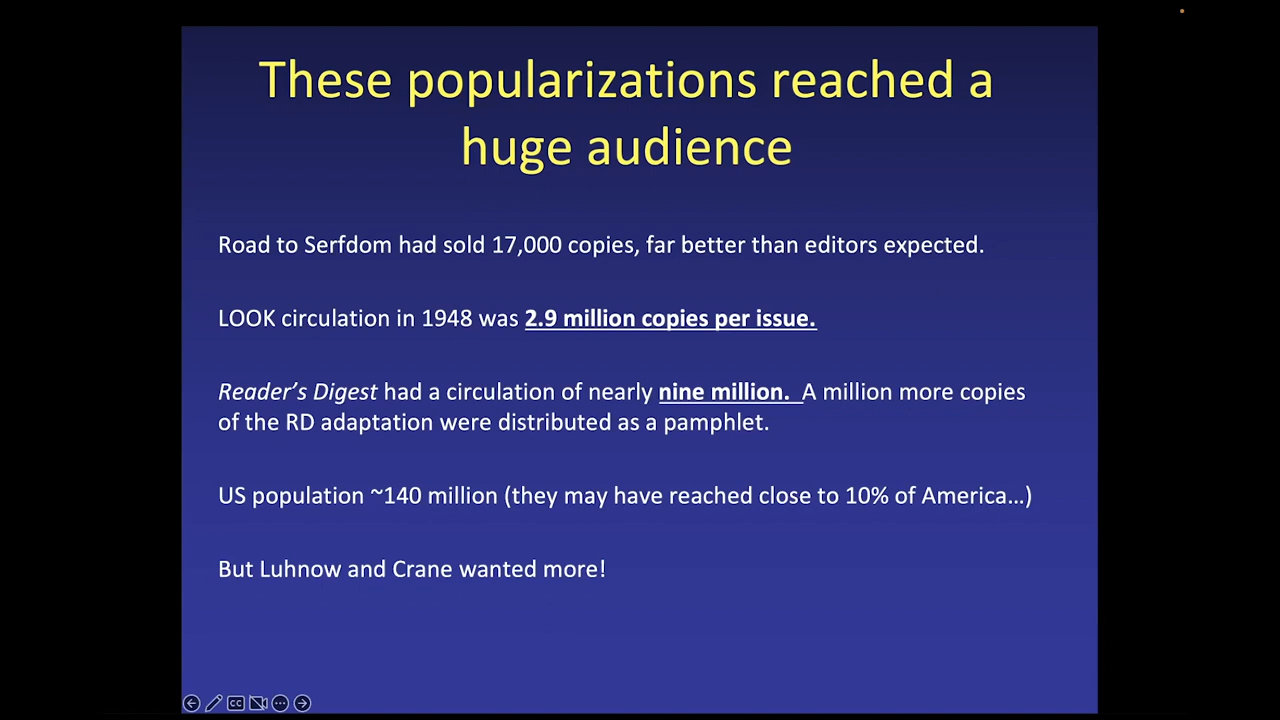 These popularizations reached a
huge audience
Road to Serfdom had sold 17,000 copies, far better than editors expected.
LOOK circulation in 1948 was 2.9 million copies per issue.
Reader’s Digest had a circulation of nearly nine million. A million more copies
of the RD adaptation were distributed as a pamphlet.
US population ~140 million (they may have reached close to 10% of America…)
But Luhnow and Crane wanted more!
CC